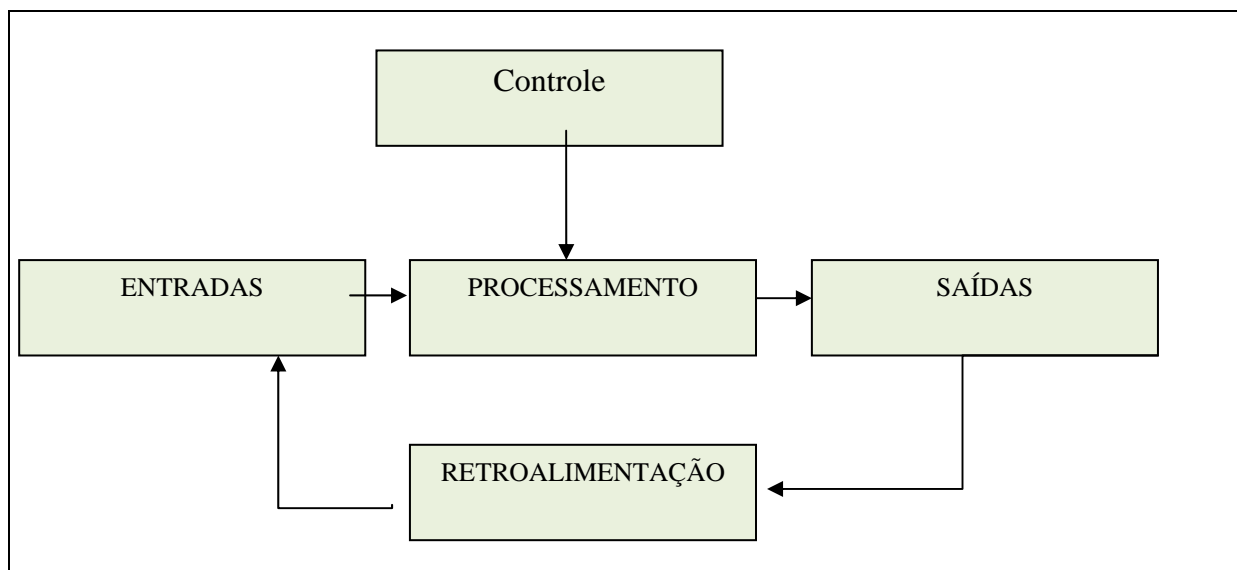 Controle
ENTRADAS
PROCESSAMENTO
SAÍDAS
RETROALIMENTAÇÃO